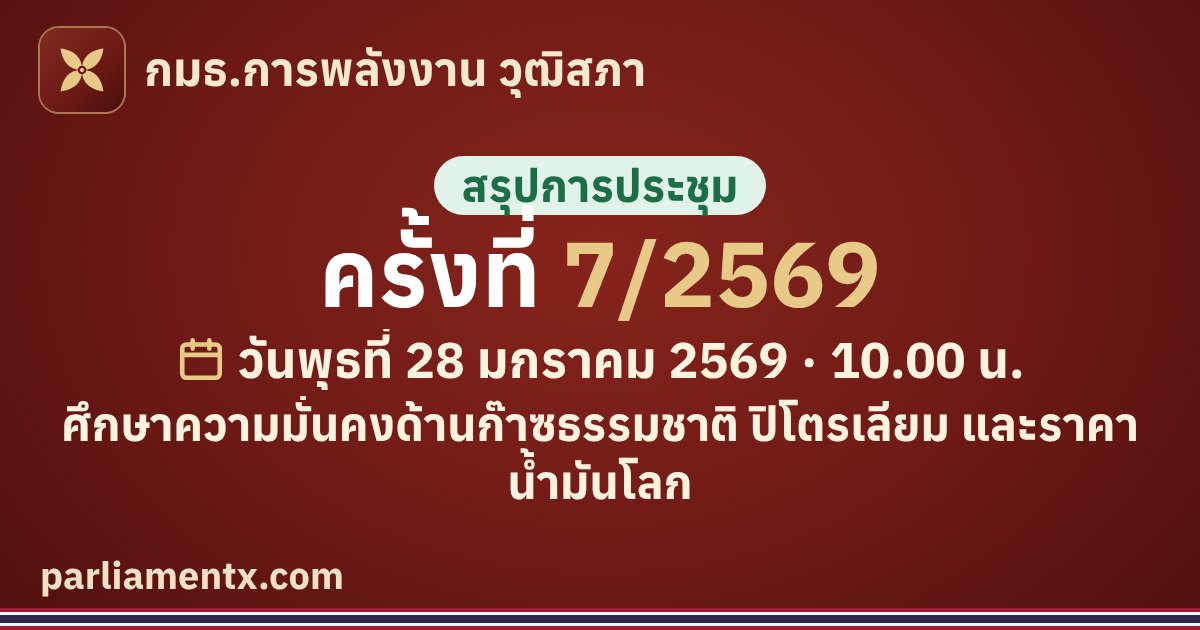 กมธ.การพลังงาน วุฒิสภา
สรุปการประชุม
ครั้งที่ 7/2569
วันพุธที่ 28 มกราคม 2569 · 10.00 น.
ศึกษาความมั่นคงด้านก๊าซธรรมชาติ ปิโตรเลียม และราคา
น้ำมันโลก
parliamentx.com